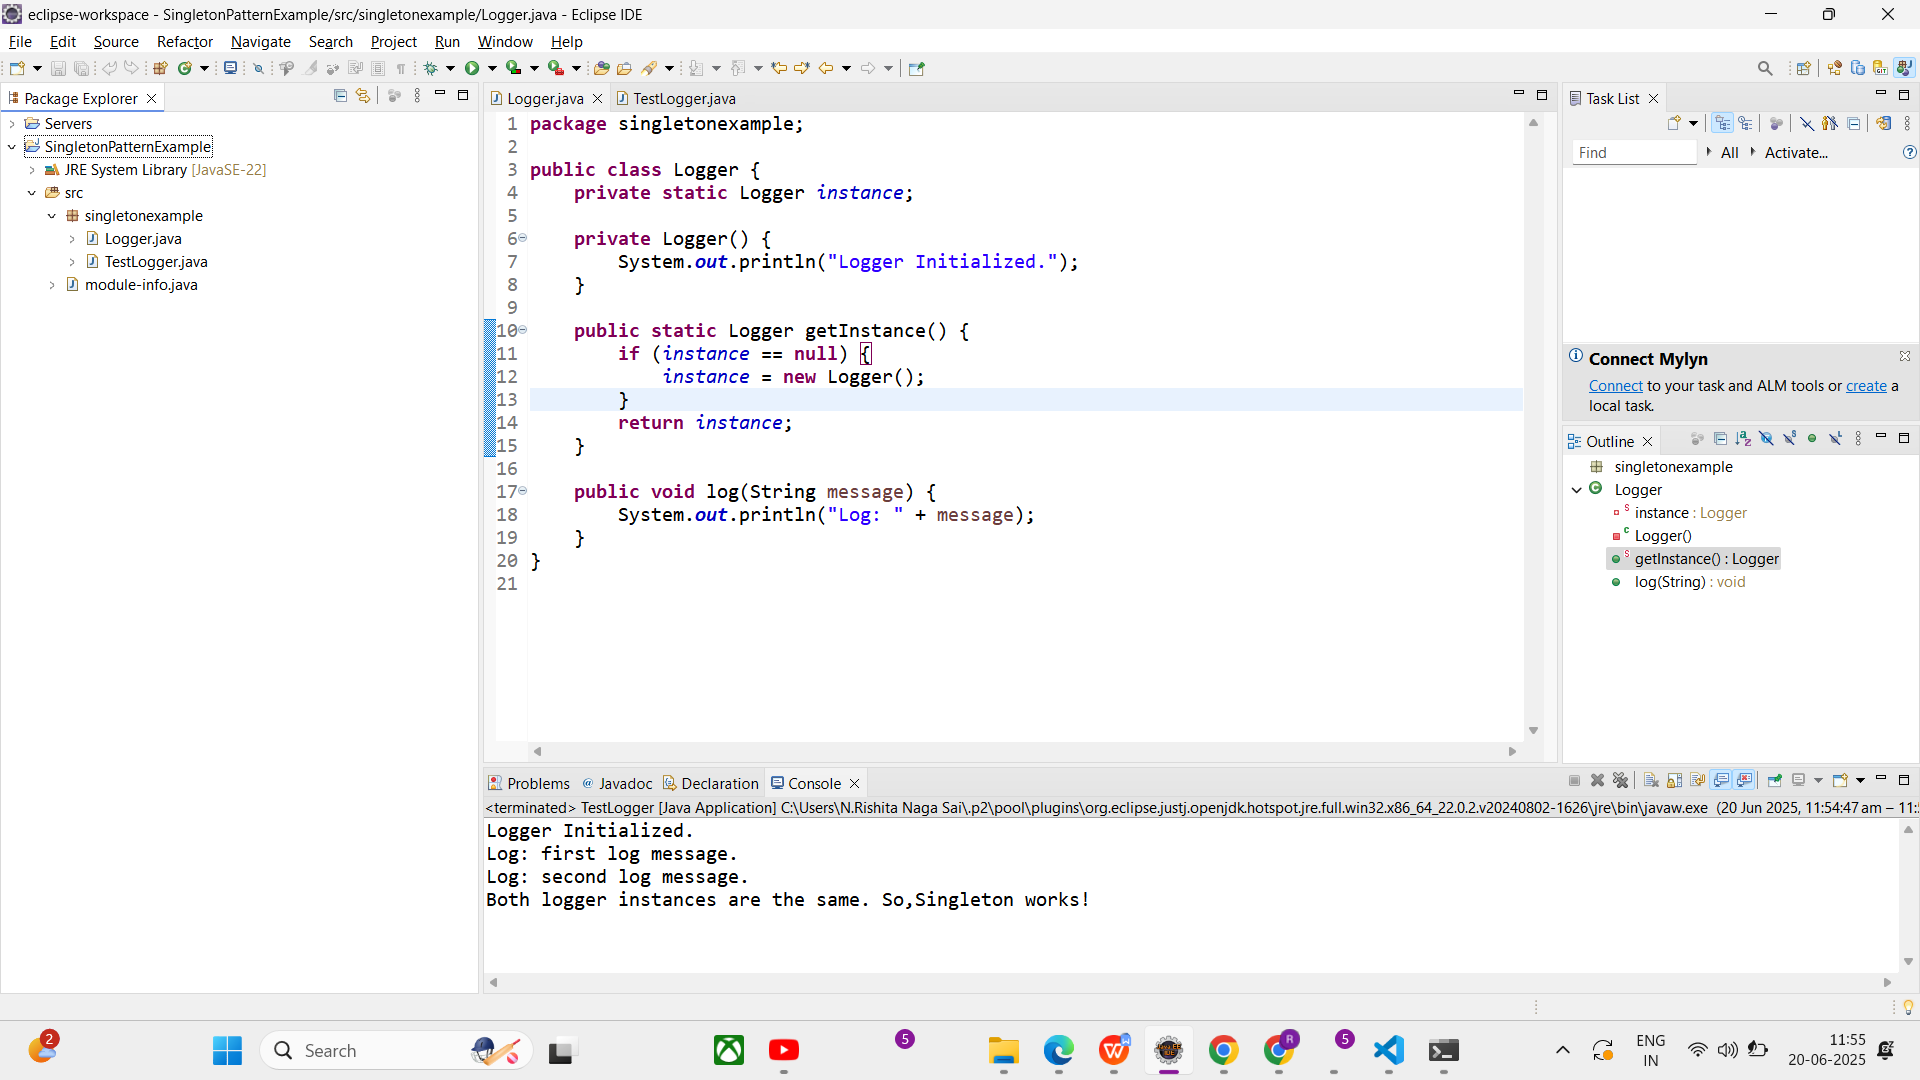 eclipse-workspace - SingletonPatternExample/src/singletonexample/Logger.java - Eclipse IDE
File Edit Source Refactor Navigate Search Project Run Window Help
Package Explorer
Servers
SingletonPatternExample
JRE System Library [JavaSE-22]
src
singletonexample
Logger.java
TestLogger.java
module-info.java
Logger.java TestLogger.java
1 package singletonexample;
2
3 public class Logger {
4     private static Logger instance;
5
6     private Logger() {
7         System.out.println("Logger Initialized.");
8     }
9
10     public static Logger getInstance() {
11         if (instance == null) {
12             instance = new Logger();
13         }
14         return instance;
15     }
16
17     public void log(String message) {
18         System.out.println("Log: " + message);
19     }
20 }
21
Task List
Find All Activate...
Connect Mylyn
Connect to your task and ALM tools or create a
local task.
Outline
singletonexample
Logger
instance : Logger
Logger()
getInstance() : Logger
log(String) : void
Problems @ Javadoc Declaration Console
<terminated> TestLogger [Java Application] C:\Users\N.Rishita Naga Sai\.p2\pool\plugins\org.eclipse.justj.openjdk.hotspot.jre.full.win32.x86_64_22.0.2.v20240802-1626\jre\bin\javaw.exe (20 Jun 2025, 11:54:47 am – 11:
Logger Initialized.
Log: first log message.
Log: second log message.
Both logger instances are the same. So,Singleton works!
2
Search
5
R
5
ENG
IN
11:55
20-06-2025